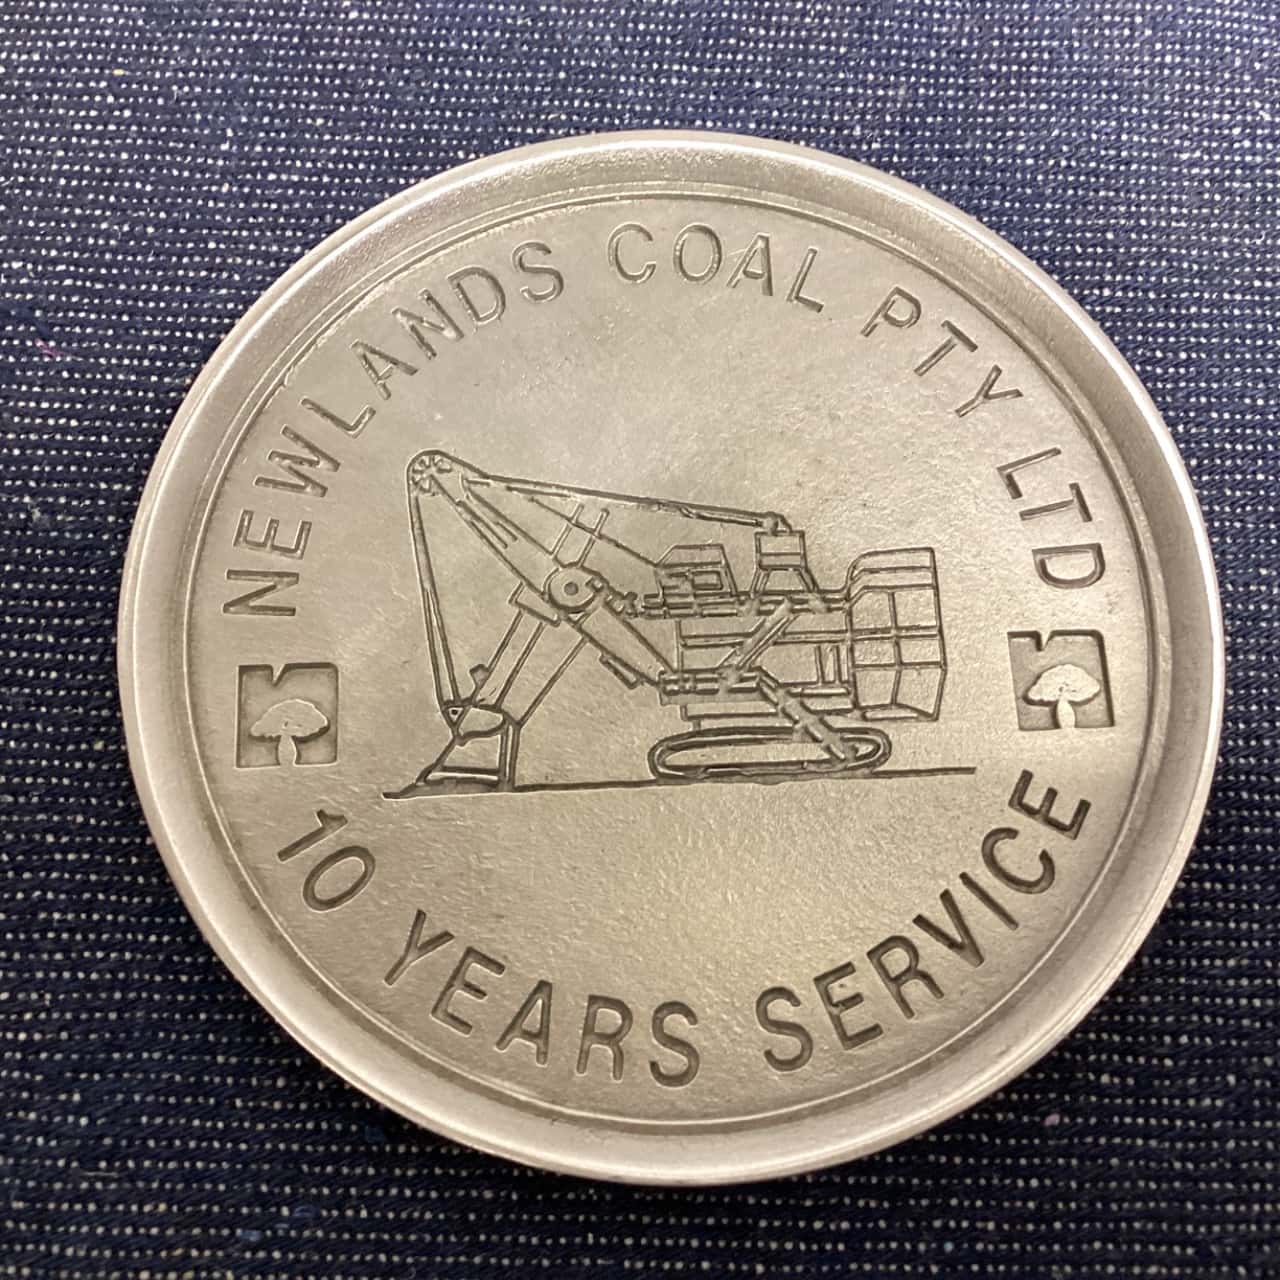 NEWLANDS COAL PTY LTD
10 YEARS SERVICE